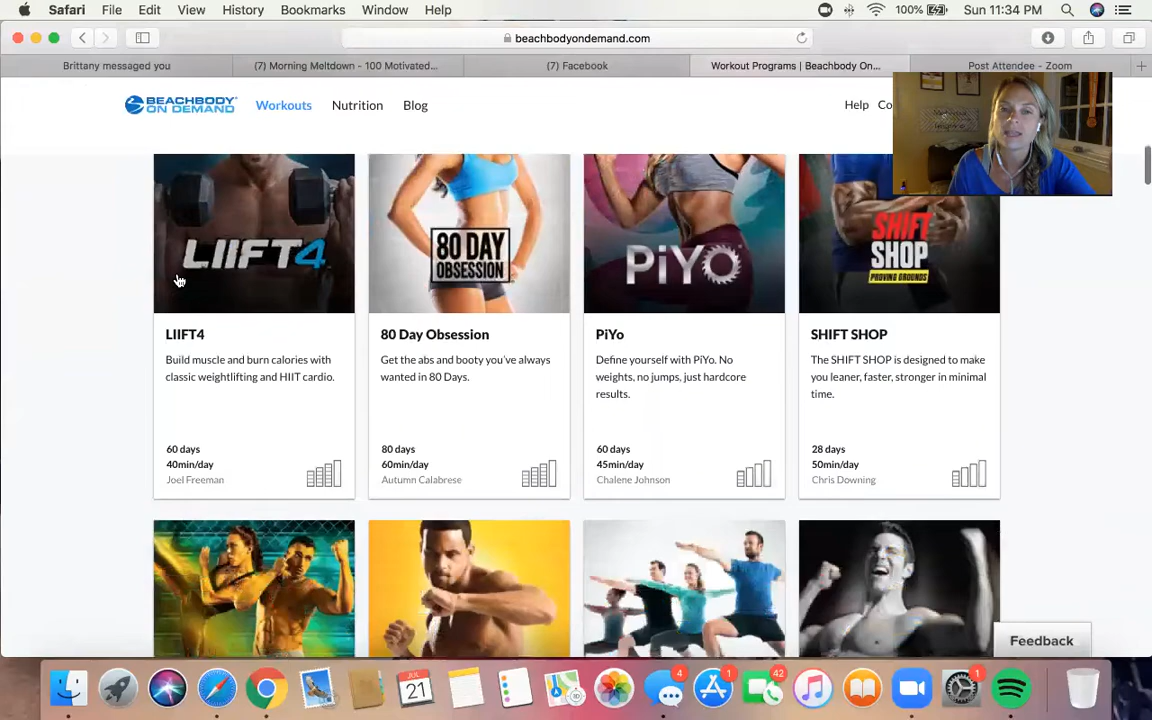 Safari File Edit View History Bookmarks Window Help 100% Sun 11:34 PM
beachbodyondemand.com
Brittany messaged you (7) Morning Meltdown - 100 Motivated... (7) Facebook Workout Programs | Beachbody On... Post Attendee - Zoom
BEACHBODY ON DEMAND Workouts Nutrition Blog Help Co
LIIFT4 80 DAY OBSESSION PiYO SHIFT SHOP PROVING GROUNDS
LIIFT4
Build muscle and burn calories with
classic weightlifting and HIIT cardio.
60 days
40min/day
Joel Freeman
80 Day Obsession
Get the abs and booty you've always
wanted in 80 Days.
80 days
60min/day
Autumn Calabrese
PiYo
Define yourself with PiYo. No
weights, no jumps, just hardcore
results.
60 days
45min/day
Chalene Johnson
SHIFT SHOP
The SHIFT SHOP is designed to make
you leaner, faster, stronger in minimal
time.
28 days
50min/day
Chris Downing
Feedback
JUL
21
4 1 42 1